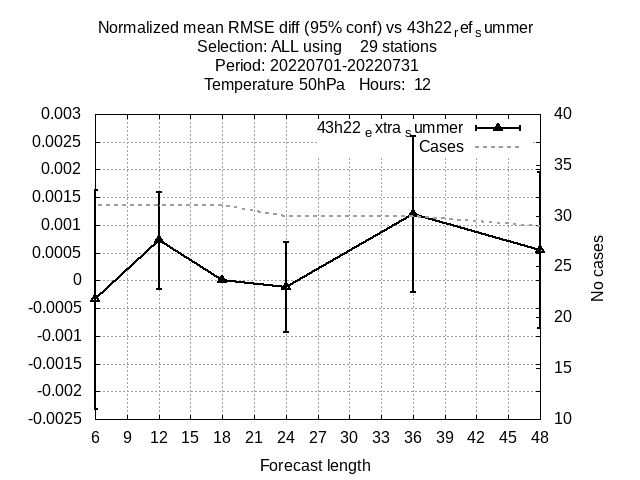 Normalized mean RMSE diff (95% conf) vs 43h22refsummer
Selection: ALL using 29 stations
Period: 20220701-20220731
Temperature 50hPa Hours: 12
43h22extrasummer
Cases
0.003
0.0025
0.002
0.0015
0.001
0.0005
0
-0.0005
-0.001
-0.0015
-0.002
-0.0025
40
35
30
25
20
15
10
No cases
6 9 12 15 18 21 24 27 30 33 36 39 42 45 48
Forecast length